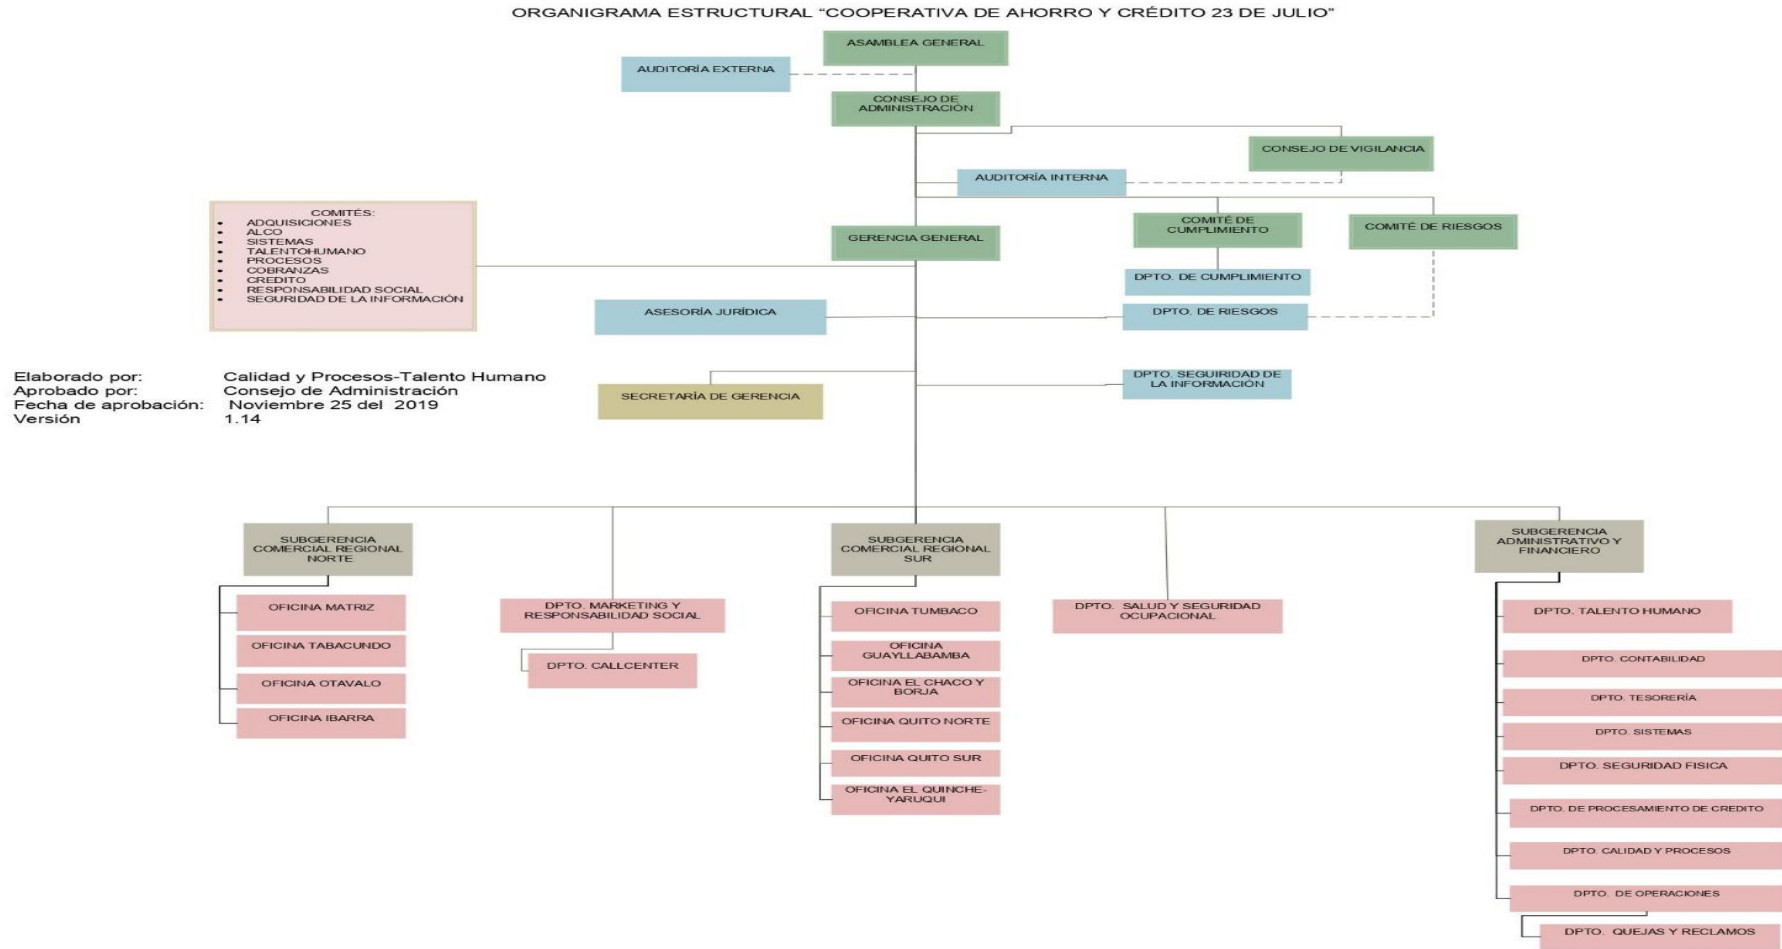 ORGANIGRAMA ESTRUCTURAL “COOPERATIVA DE AHORRO Y CRÉDITO 23 DE JULIO”
ASAMBLEA GENERAL
AUDITORÍA EXTERNA
CONSEJO DE
ADMINISTRACIÓN
CONSEJO DE VIGILANCIA
AUDITORÍA INTERNA
COMITÉS:
• ADQUISICIONES
• ALCO
• SISTEMAS
• TALENTOHUMANO
• PROCESOS
• COBRANZAS
• CREDITO
• RESPONSABILIDAD SOCIAL
• SEGURIDAD DE LA INFORMACIÓN
GERENCIA GENERAL
COMITÉ DE
CUMPLIMIENTO
COMITÉ DE RIESGOS
DPTO. DE CUMPLIMIENTO
ASESORÍA JURÍDICA
DPTO. DE RIESGOS
Elaborado por: Calidad y Procesos-Talento Humano
Aprobado por: Consejo de Administración
Fecha de aprobación: Noviembre 25 del 2019
Versión 1.14
SECRETARÍA DE GERENCIA
DPTO. SEGUIRIDAD DE
LA INFORMACIÓN
SUBGERENCIA
COMERCIAL REGIONAL
NORTE
OFICINA MATRIZ
OFICINA TABACUNDO
OFICINA OTAVALO
OFICINA IBARRA
DPTO. MARKETING Y
RESPONSABILIDAD SOCIAL
DPTO. CALLCENTER
SUBGERENCIA
COMERCIAL REGIONAL
SUR
OFICINA TUMBACO
OFICINA
GUAYLLABAMBA
OFICINA EL CHACO Y
BORJA
OFICINA QUITO NORTE
OFICINA QUITO SUR
OFICINA EL QUINCHE-
YARUQUI
DPTO. SALUD Y SEGURIDAD
OCUPACIONAL
SUBGERENCIA
ADMINISTRATIVO Y
FINANCIERO
DPTO. TALENTO HUMANO
DPTO. CONTABILIDAD
DPTO. TESORERÍA
DPTO. SISTEMAS
DPTO. SEGURIDAD FISICA
DPTO. DE PROCESAMIENTO DE CREDITO
DPTO. CALIDAD Y PROCESOS
DPTO. DE OPERACIONES
DPTO. QUEJAS Y RECLAMOS